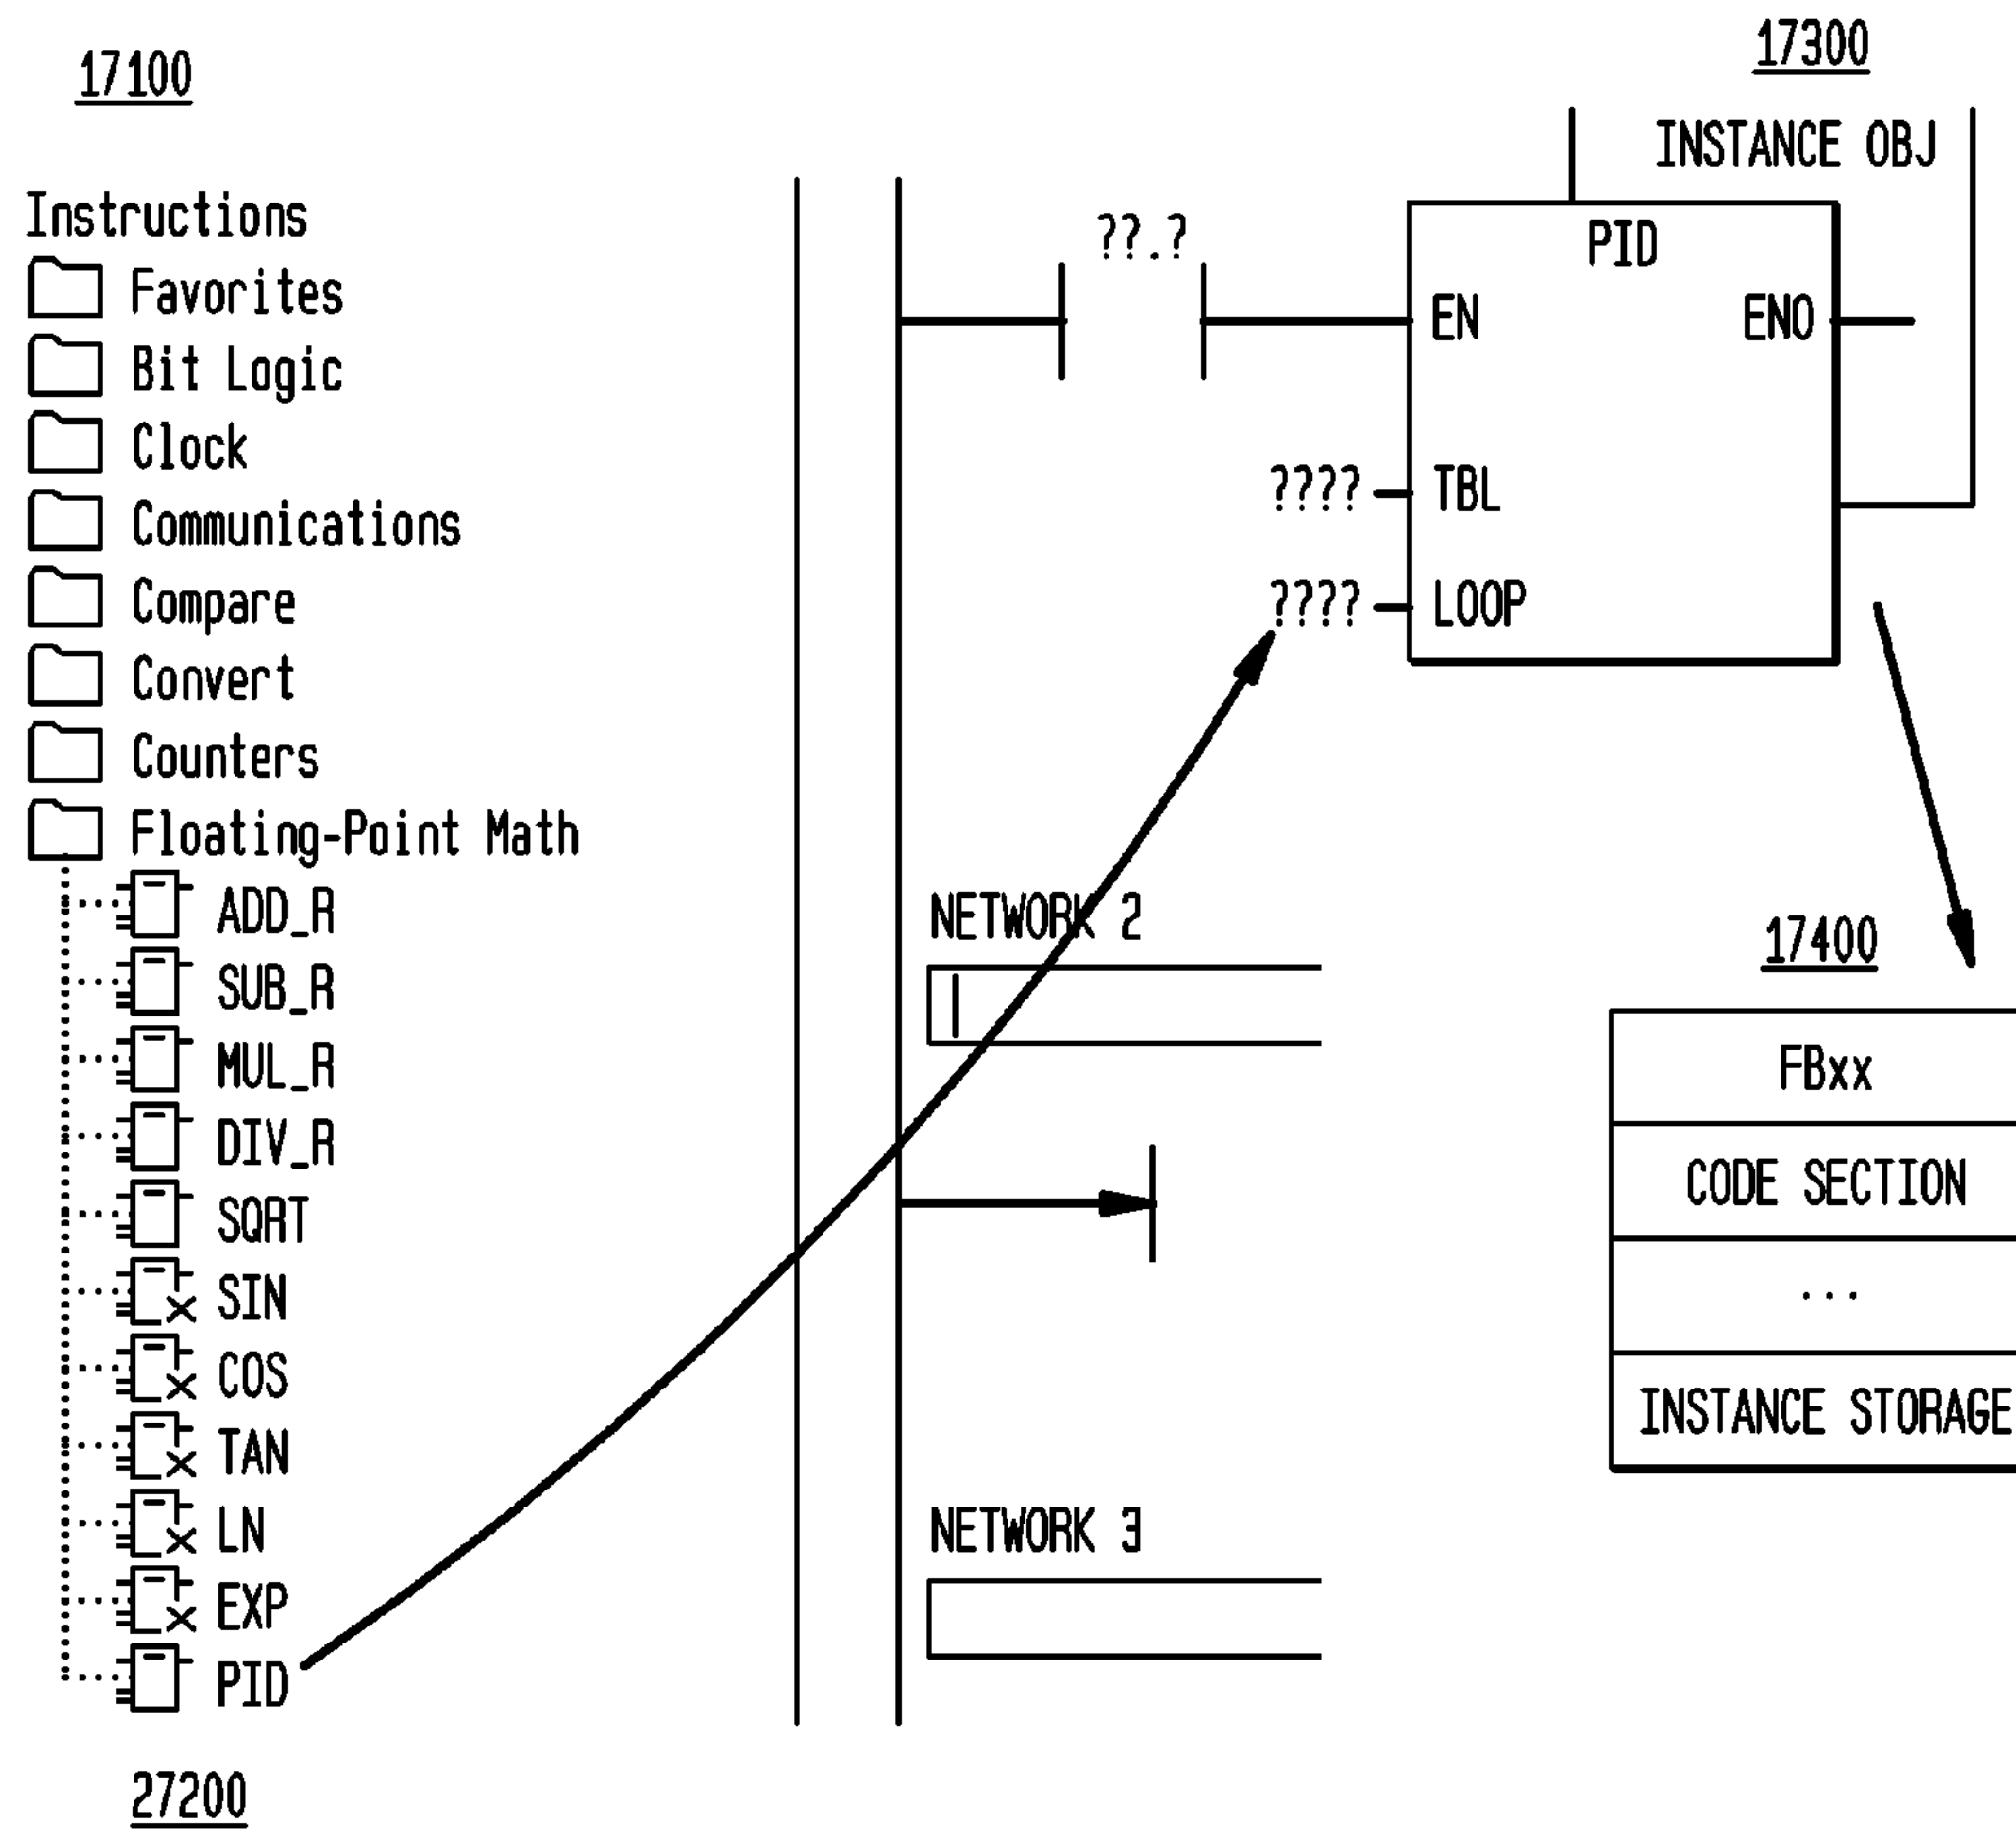 17100
Instructions
Favorites
Bit Logic
Clock
Communications
Compare
Convert
Counters
Floating-Point Math
ADD_R
SUB_R
MUL_R
DIV_R
SQRT
SIN
COS
TAN
LN
EXP
PID
27200
17300
INSTANCE OBJ
??.?
PID
EN ENO
???? TBL
???? LOOP
NETWORK 2
NETWORK 3
17400
FBxx
CODE SECTION
...
INSTANCE STORAGE